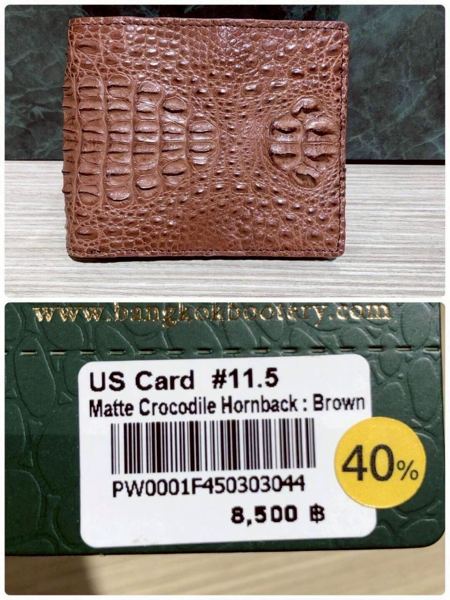 www.bangkokbootery.com
US Card #11.5
Matte Crocodile Hornback : Brown
PW0001F450303044
40%
8,500 ฿